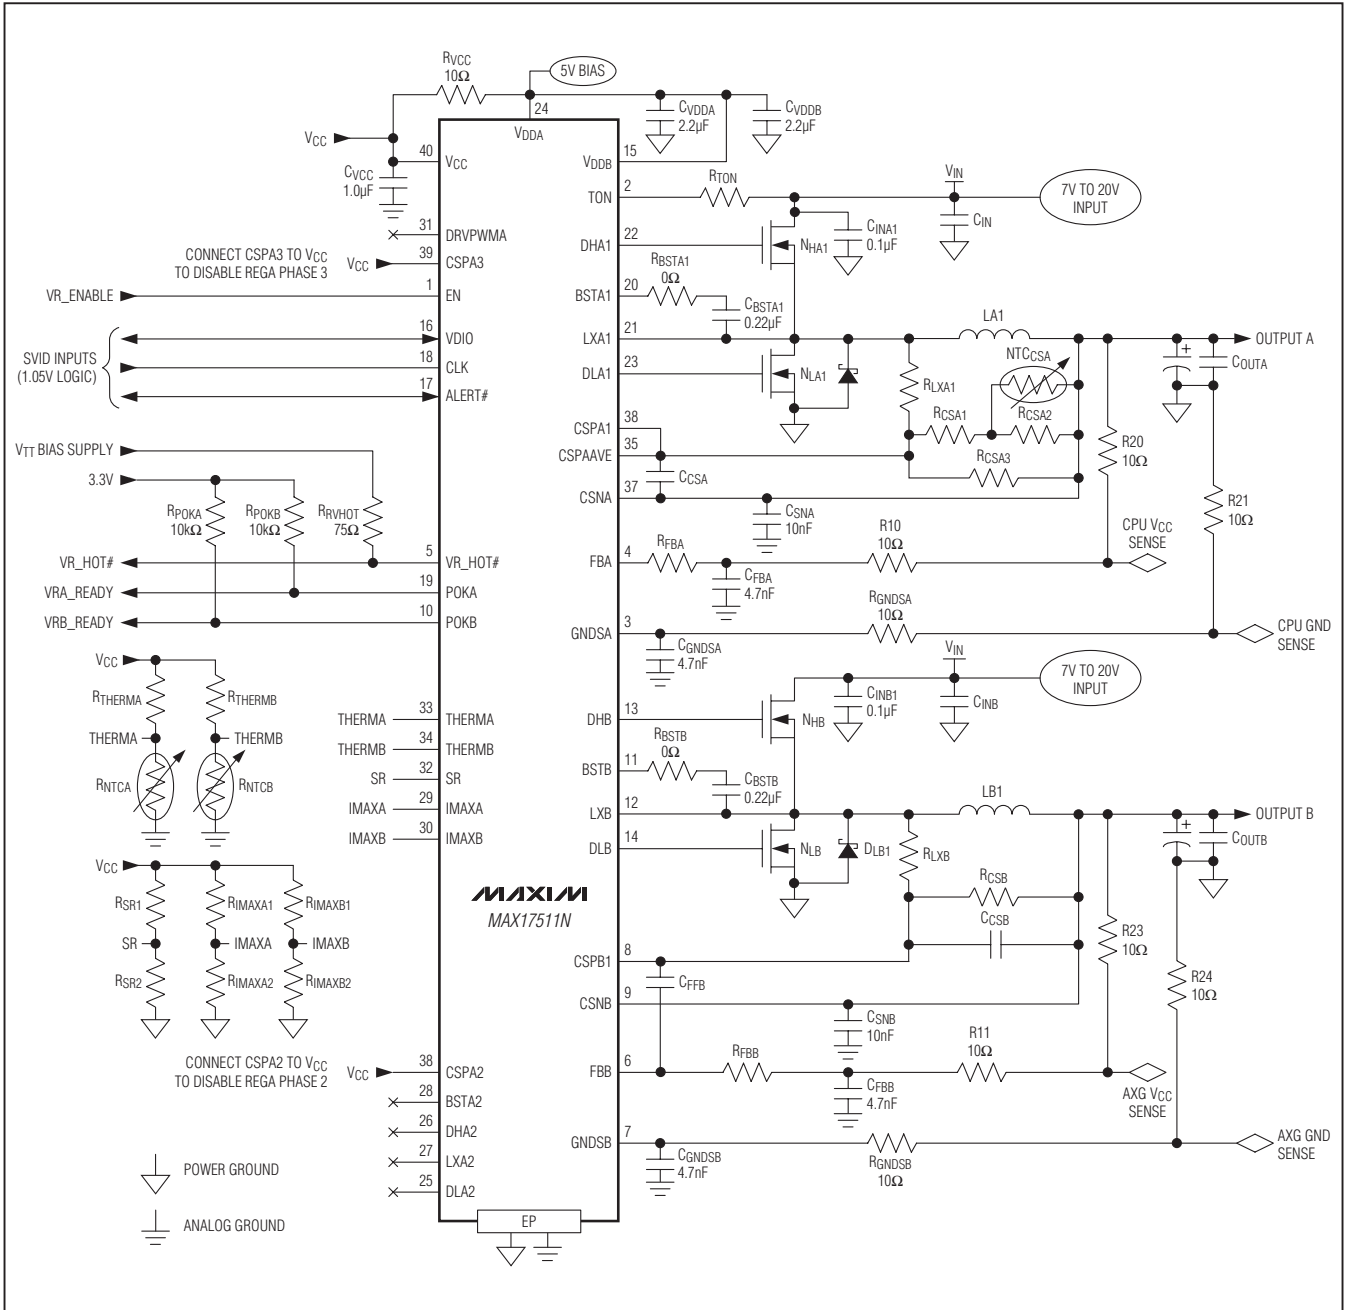 RVCC
10Ω
5V BIAS
24
VDDA
CVDDA
2.2µF
CVDDB
2.2µF
VCC
40
VCC
CVCC
1.0µF
15
VDDB
2
TON
RTON
VIN
7V TO 20V
INPUT
CIN
31
DRVPWMA
CONNECT CSPA3 TO VCC
TO DISABLE REGA PHASE 3
VCC
39
CSPA3
22
DHA1
NHA1
CINA1
0.1µF
VR_ENABLE
1
EN
RBSTA1
0Ω
20
BSTA1
CBSTA1
0.22µF
SVID INPUTS
(1.05V LOGIC)
16
VDIO
18
CLK
17
ALERT#
21
LXA1
LA1
OUTPUT A
23
DLA1
NLA1
RLXA1
NTCCSA
COUTA
38
CSPA1
RCSA1
RCSA2
R20
10Ω
35
CSPAAVE
RCSA3
CCSA
37
CSNA
CSNA
10nF
R21
10Ω
VTT BIAS SUPPLY
3.3V
RPOKA
10kΩ
RPOKB
10kΩ
RRVHOT
75Ω
VR_HOT#
5
VR_HOT#
VRA_READY
19
POKA
VRB_READY
10
POKB
4
FBA
RFBA
R10
10Ω
CPU VCC
SENSE
CFBA
4.7nF
RGNDSA
10Ω
3
GNDSA
CPU GND
SENSE
CGNDSA
4.7nF
VIN
7V TO 20V
INPUT
VCC
RTHERMA
RTHERMB
THERMA
THERMB
RNTCA
RNTCB
THERMA
33
THERMA
THERMB
34
THERMB
SR
32
SR
IMAXA
29
IMAXA
IMAXB
30
IMAXB
13
DHB
NHB
CINB1
0.1µF
CINB
RBSTB
0Ω
11
BSTB
CBSTB
0.22µF
12
LXB
LB1
OUTPUT B
14
DLB
NLB
DLB1
RLXB
COUTB
VCC
RSR1
RIMAXA1
RIMAXB1
SR
IMAXA
IMAXB
RSR2
RIMAXA2
RIMAXB2
MAXIM
MAX17511N
RCSB
CCSB
R23
10Ω
R24
10Ω
8
CSPB1
CFFB
9
CSNB
CSNB
10nF
CONNECT CSPA2 TO VCC
TO DISABLE REGA PHASE 2
VCC
38
CSPA2
28
BSTA2
26
DHA2
27
LXA2
25
DLA2
6
FBB
RFBB
R11
10Ω
AXG VCC
SENSE
CFBB
4.7nF
7
GNDSB
CGNDSB
4.7nF
RGNDSB
10Ω
AXG GND
SENSE
POWER GROUND
ANALOG GROUND
EP